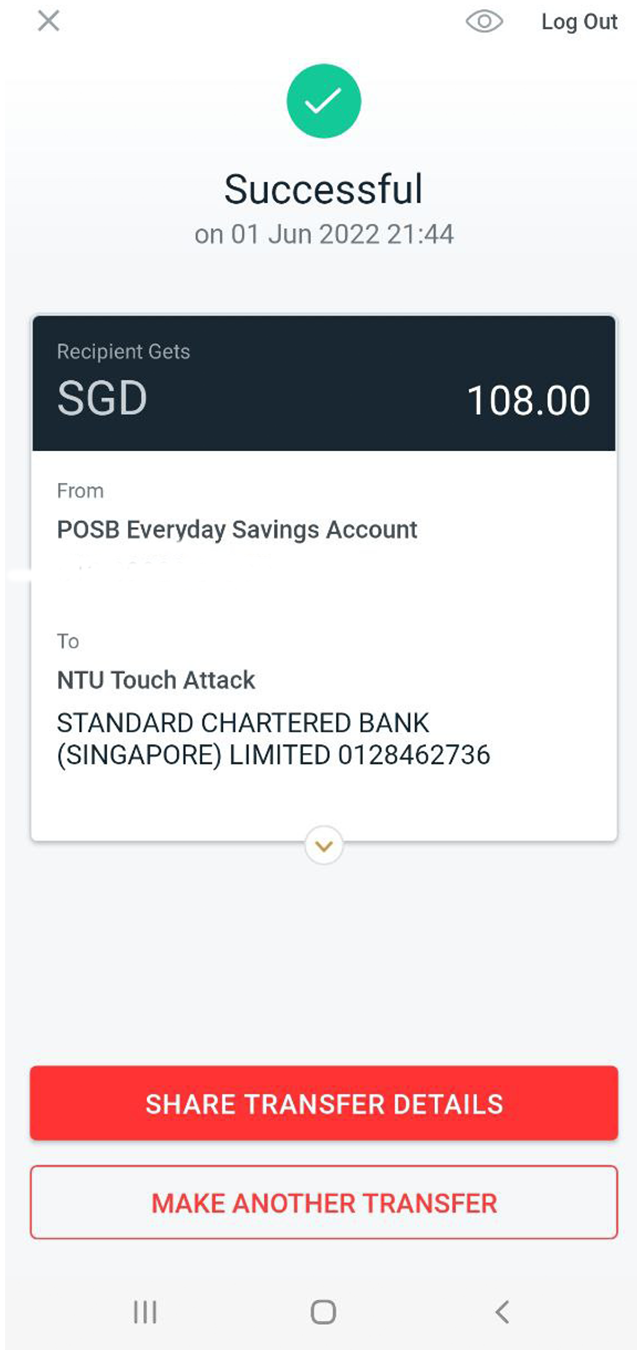 Log Out
Successful
on 01 Jun 2022 21:44
Recipient Gets
SGD 108.00
From
POSB Everyday Savings Account
To
NTU Touch Attack
STANDARD CHARTERED BANK
(SINGAPORE) LIMITED 0128462736
SHARE TRANSFER DETAILS
MAKE ANOTHER TRANSFER